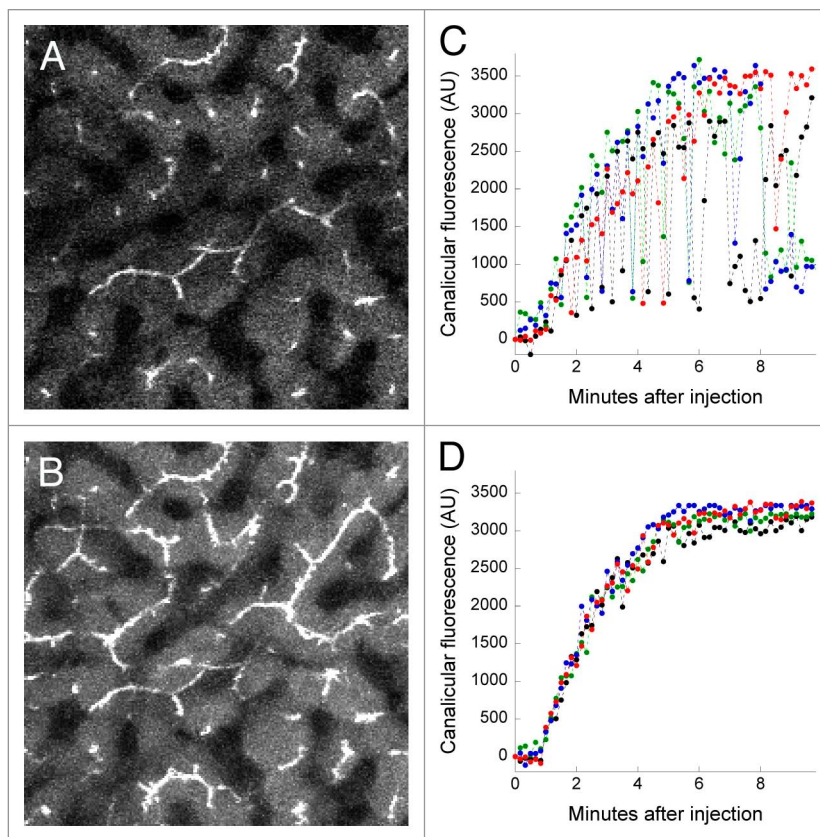 A
B
C
Canalicular fluorescence (AU)
3500
3000
2500
2000
1500
1000
500
0
0 2 4 6 8
Minutes after injection
D
Canalicular fluorescence (AU)
3500
3000
2500
2000
1500
1000
500
0
0 2 4 6 8
Minutes after injection